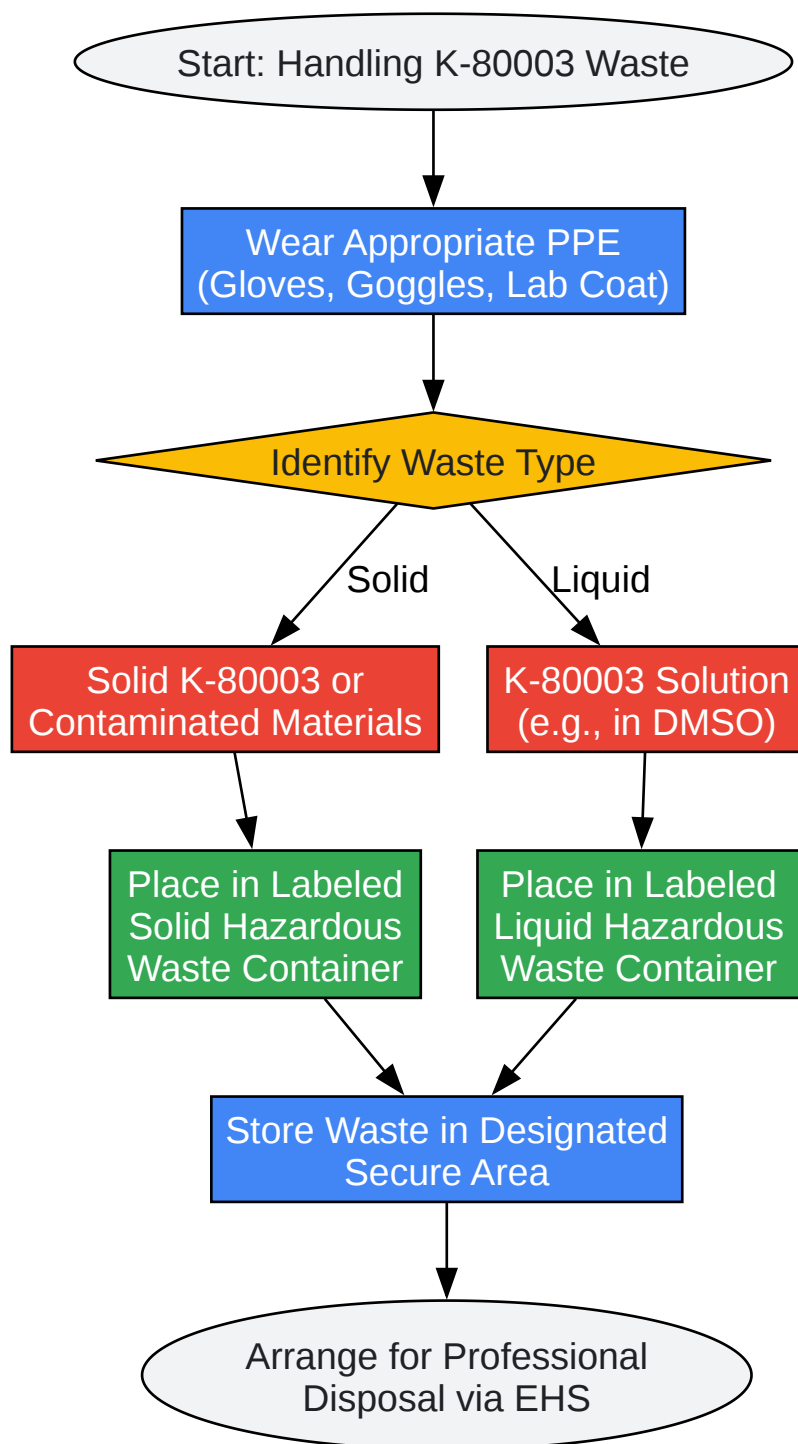 Start: Handling K-80003 Waste
Wear Appropriate PPE
(Gloves, Goggles, Lab Coat)
Identify Waste Type
Solid
Liquid
Solid K-80003 or
Contaminated Materials
K-80003 Solution
(e.g., in DMSO)
Place in Labeled
Solid Hazardous
Waste Container
Place in Labeled
Liquid Hazardous
Waste Container
Store Waste in Designated
Secure Area
Arrange for Professional
Disposal via EHS